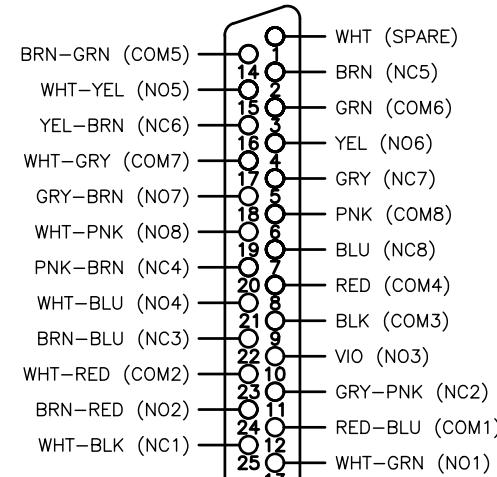 WHT (SPARE)
BRN-GRN (COM5)
1
14
BRN (NC5)
WHT-YEL (NO5)
2
15
GRN (COM6)
YEL-BRN (NC6)
3
16
YEL (NO6)
WHT-GRY (COM7)
4
17
GRY (NC7)
GRY-BRN (NO7)
5
18
PNK (COM8)
WHT-PNK (NO8)
6
19
BLU (NC8)
PNK-BRN (NC4)
7
20
RED (COM4)
WHT-BLU (NO4)
8
21
BLK (COM3)
BRN-BLU (NC3)
9
22
VIO (NO3)
WHT-RED (COM2)
10
23
GRY-PNK (NC2)
BRN-RED (NO2)
11
24
RED-BLU (COM1)
WHT-BLK (NC1)
12
25
WHT-GRN (NO1)